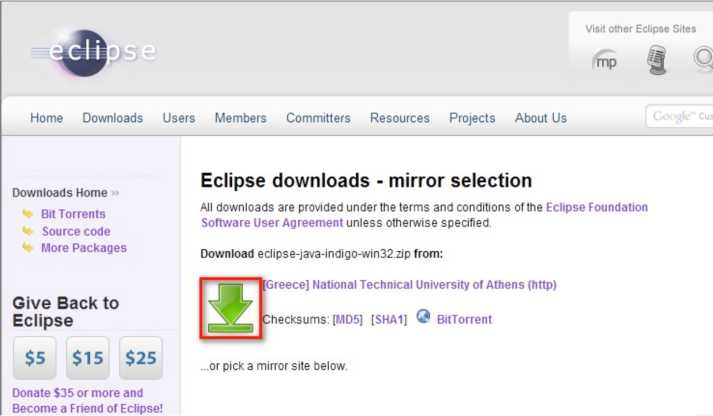 eclipse
Visit other Eclipse Sites
mp
Home Downloads Users Members Committers Resources Projects About Us
Google™ Cus
Downloads Home »
Bit Torrents
Source code
More Packages
Give Back to
Eclipse
$5 $15 $25
Donate $35 or more and
Become a Friend of Eclipse!
Eclipse downloads - mirror selection
All downloads are provided under the terms and conditions of the Eclipse Foundation
Software User Agreement unless otherwise specified.
Download eclipse-java-indigo-win32.zip from:
[Greece] National Technical University of Athens (http)
Checksums: [MD5] [SHA1] BitTorrent
...or pick a mirror site below.